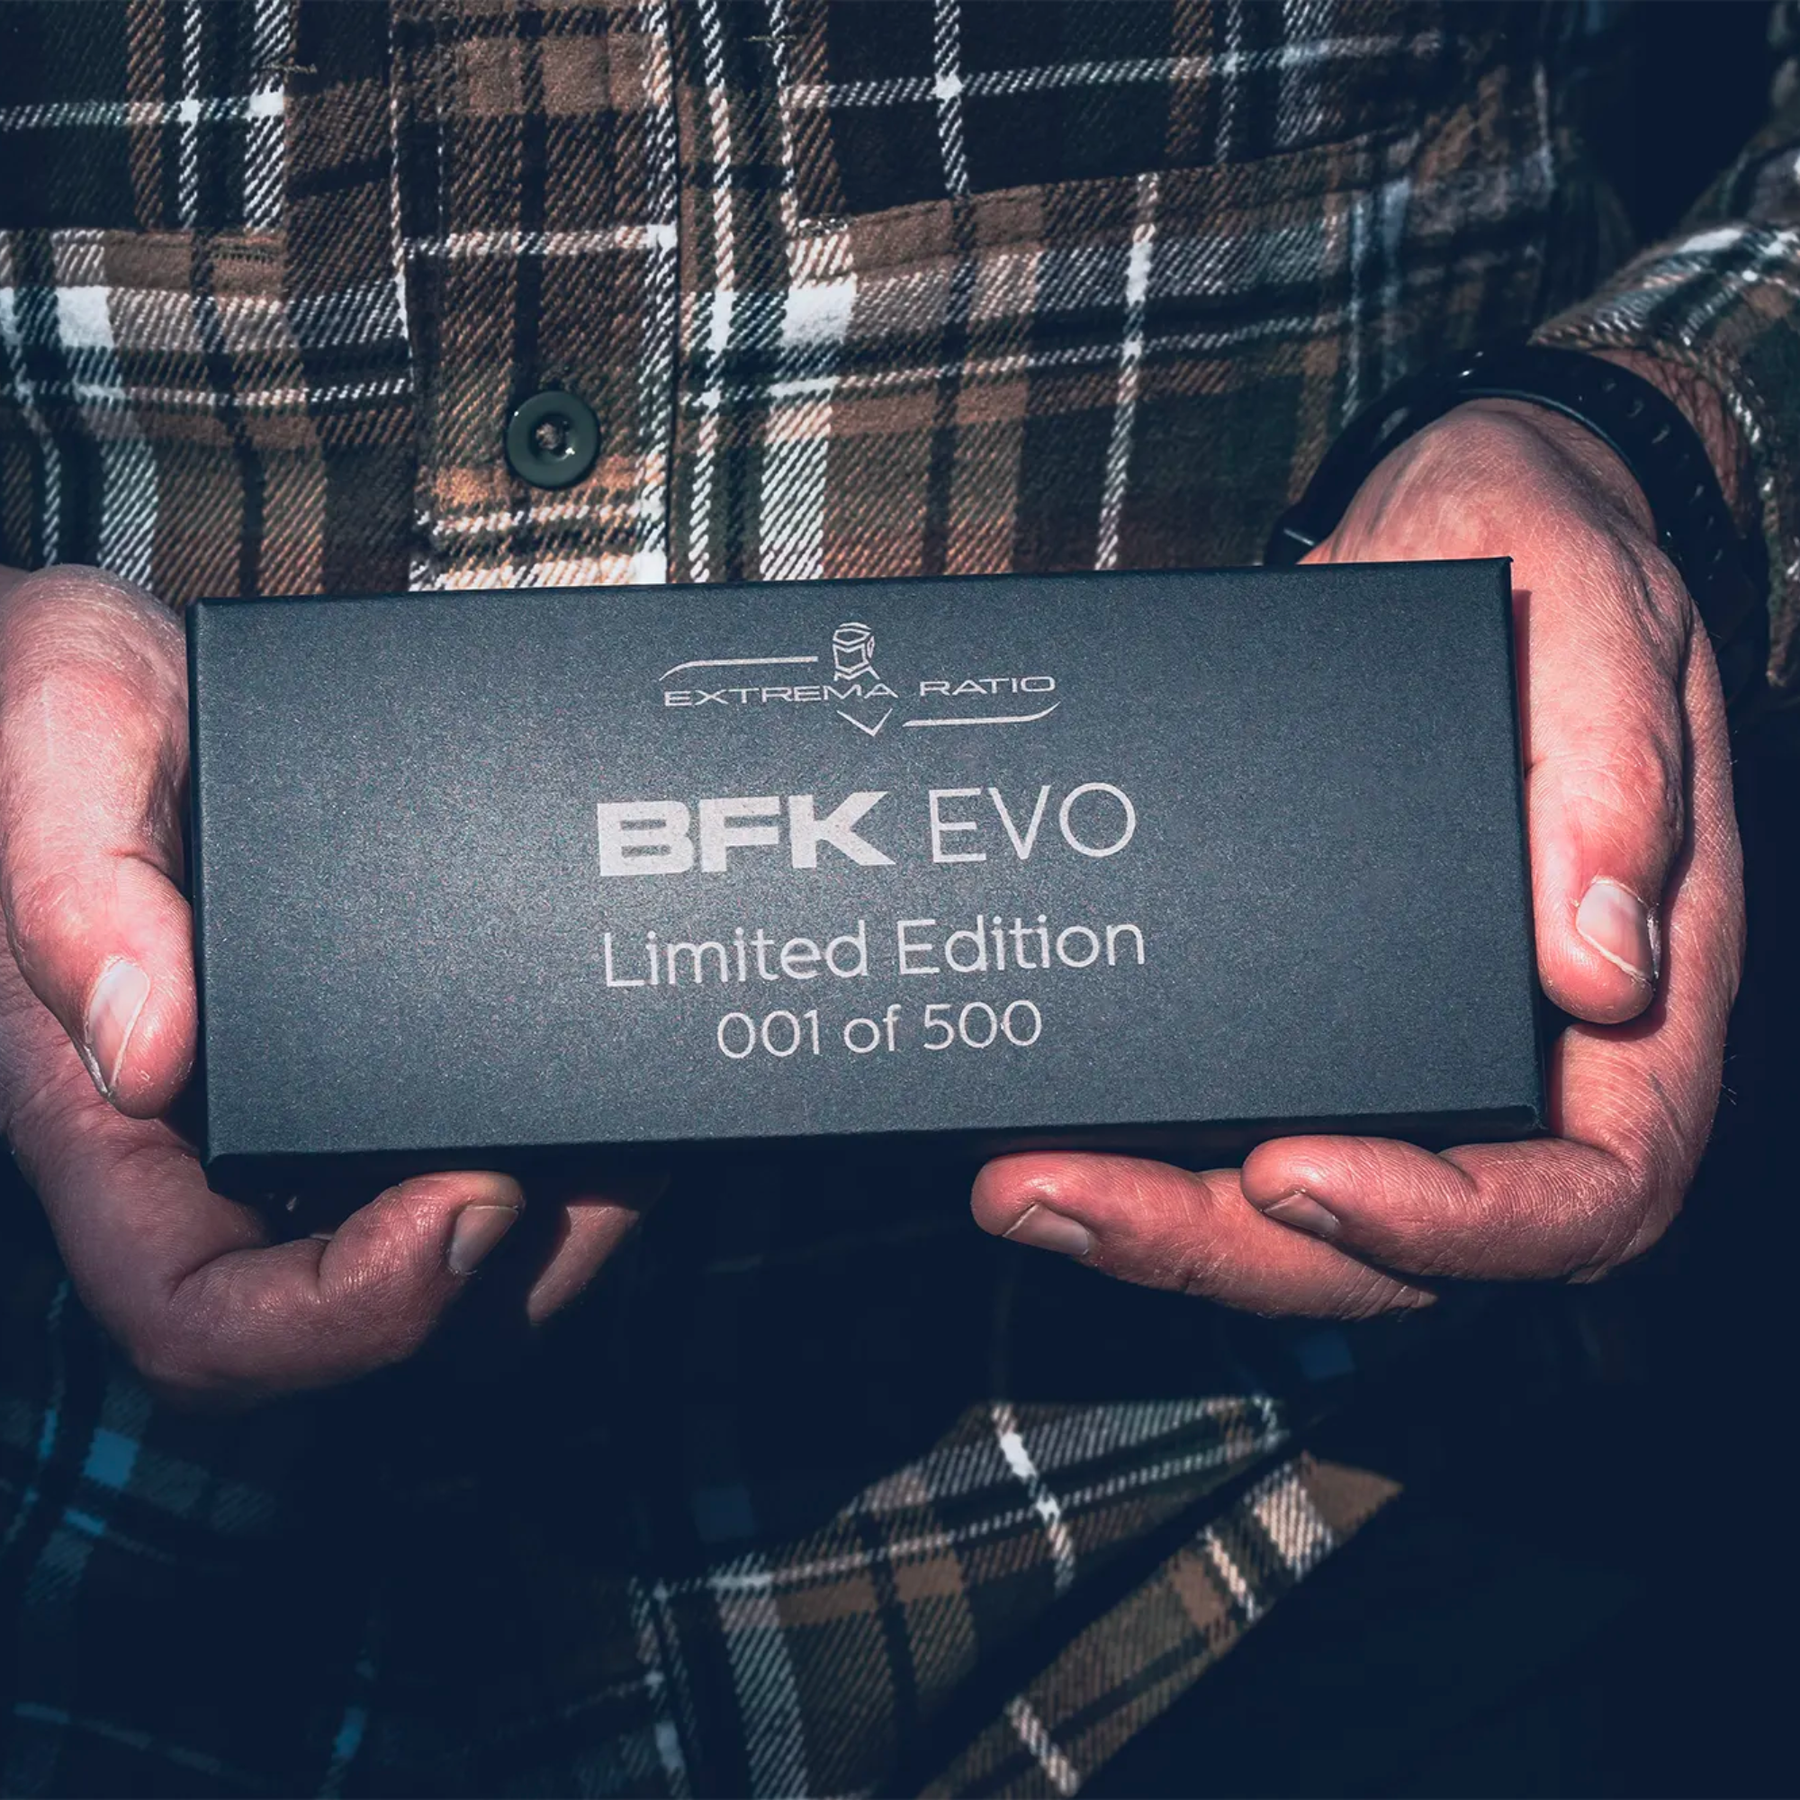 EXTREMA RATIO
BFK EVO
Limited Edition
001 of 500